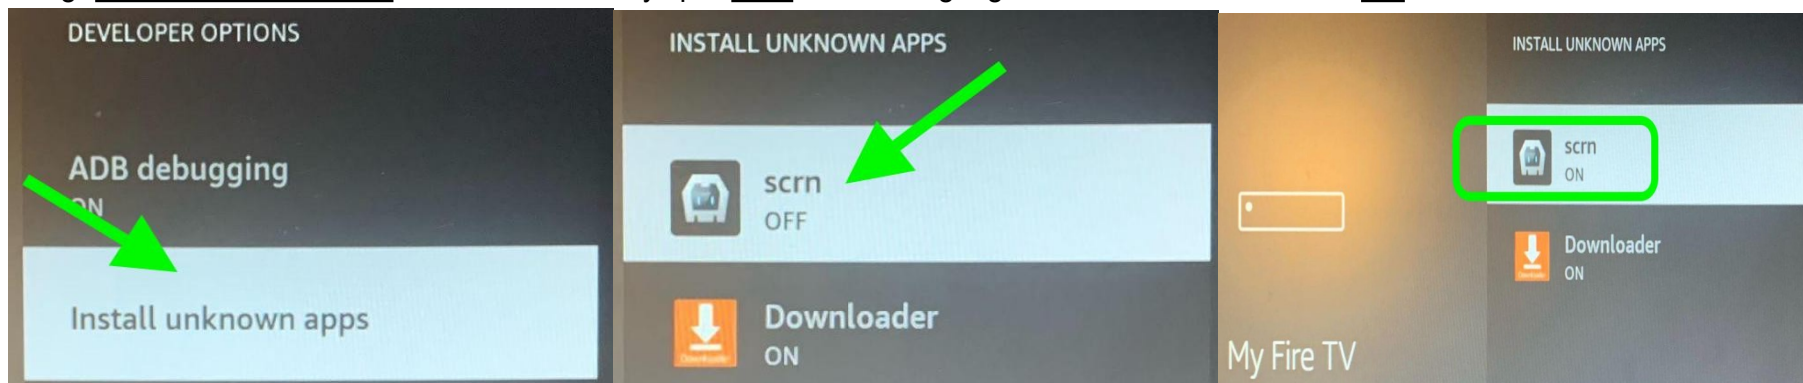 DEVELOPER OPTIONS
ADB debugging
ON
Install unknown apps
INSTALL UNKNOWN APPS
scrn
OFF
Downloader
ON
INSTALL UNKNOWN APPS
scrn
ON
Downloader
ON
My Fire TV